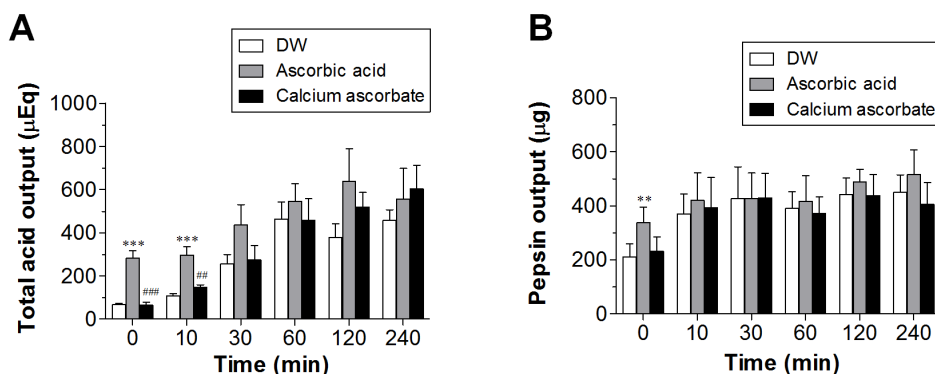 A
DW
Ascorbic acid
Calcium ascorbate
Total acid output (μEq)
1000
800
600
400
200
0
***
###
***
##
0 10 30 60 120 240
Time (min)
B
DW
Ascorbic acid
Calcium ascorbate
Pepsin output (μg)
800
600
400
200
0
**
0 10 30 60 120 240
Time (min)